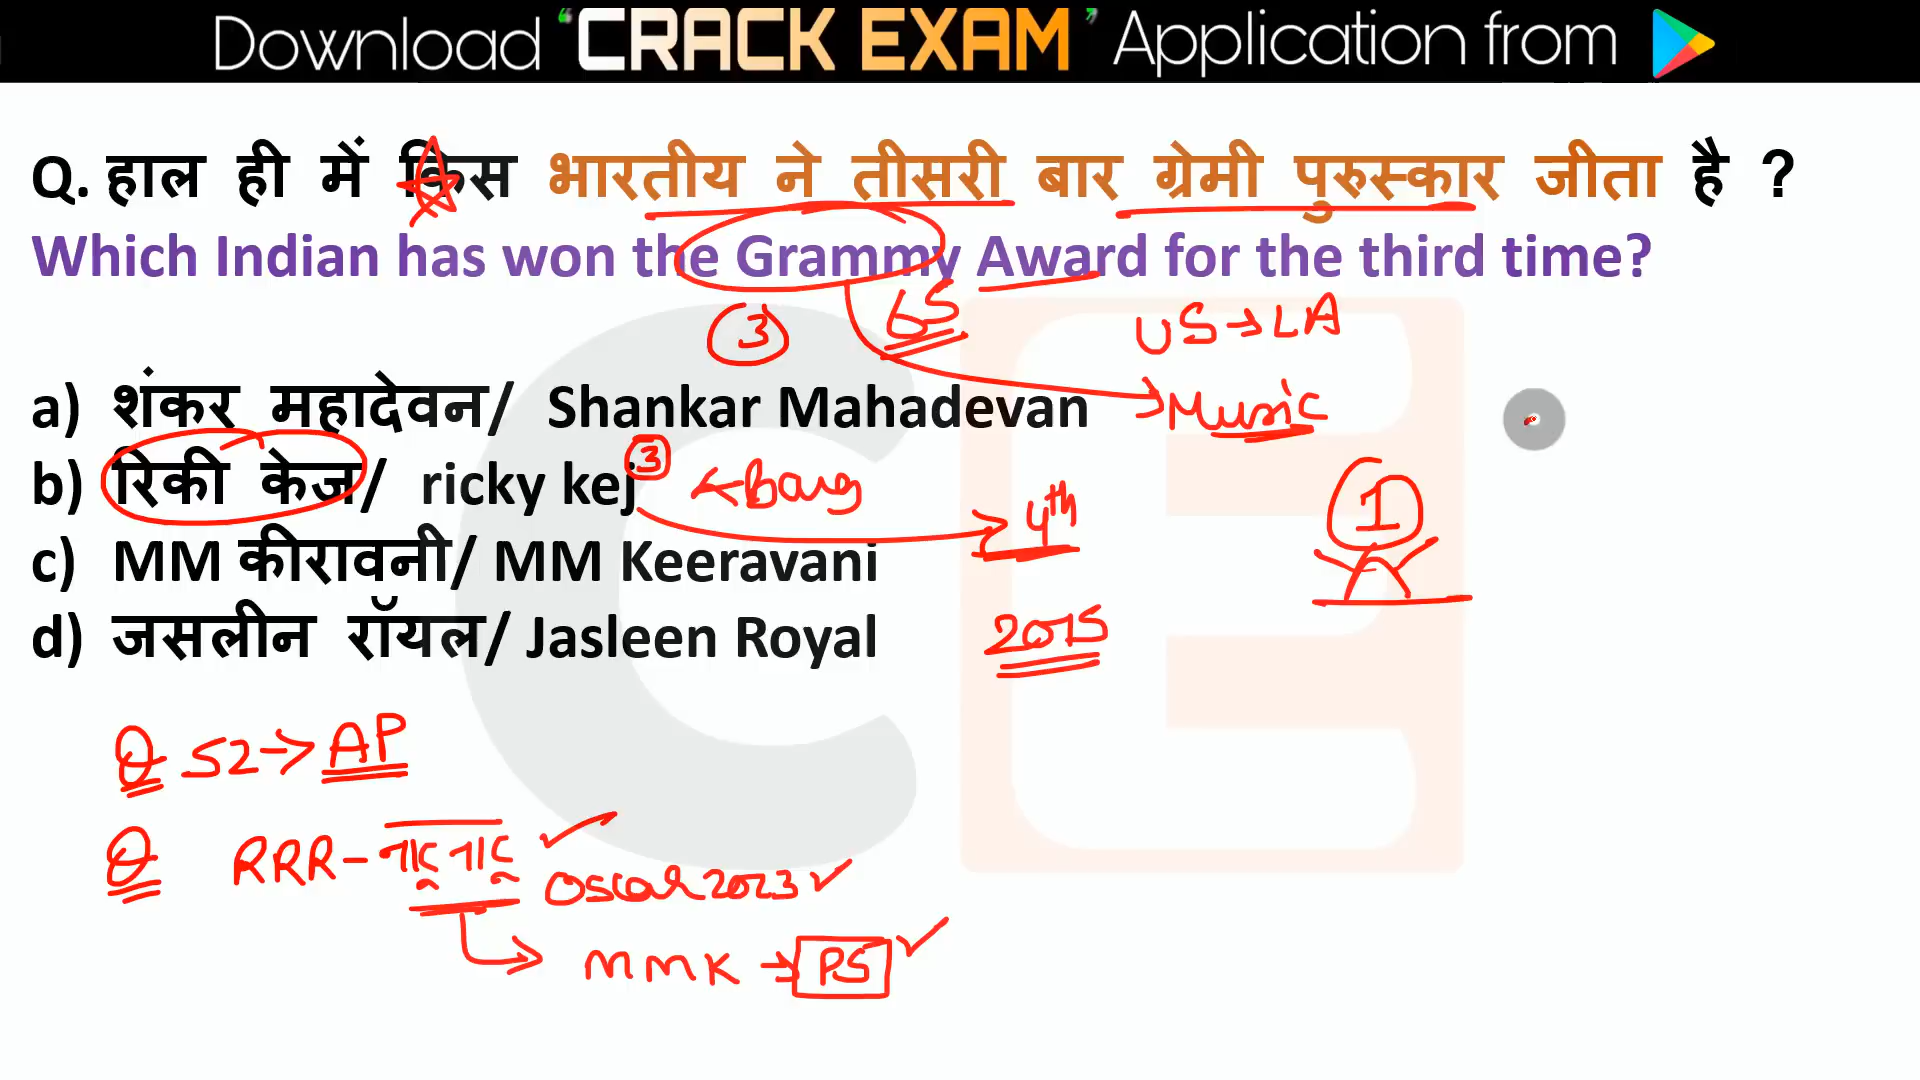 Download 'CRACK EXAM' Application from
Q. हाल ही में किस भारतीय ने तीसरी बार ग्रेमी पुरुस्कार जीता है ?
Which Indian has won the Grammy Award for the third time?
3 65 US→LA
a) शंकर महादेवन/ Shankar Mahadevan
Music
b) रिकी केज/ ricky kej 3
4th 1
c) MM कीरावनी/ MM Keeravani
d) जसलीन रॉयल/ Jasleen Royal 2015
Q 52→AP
Q RRR-नाटू नाटू Oscar 2023
MMK→PS
CE